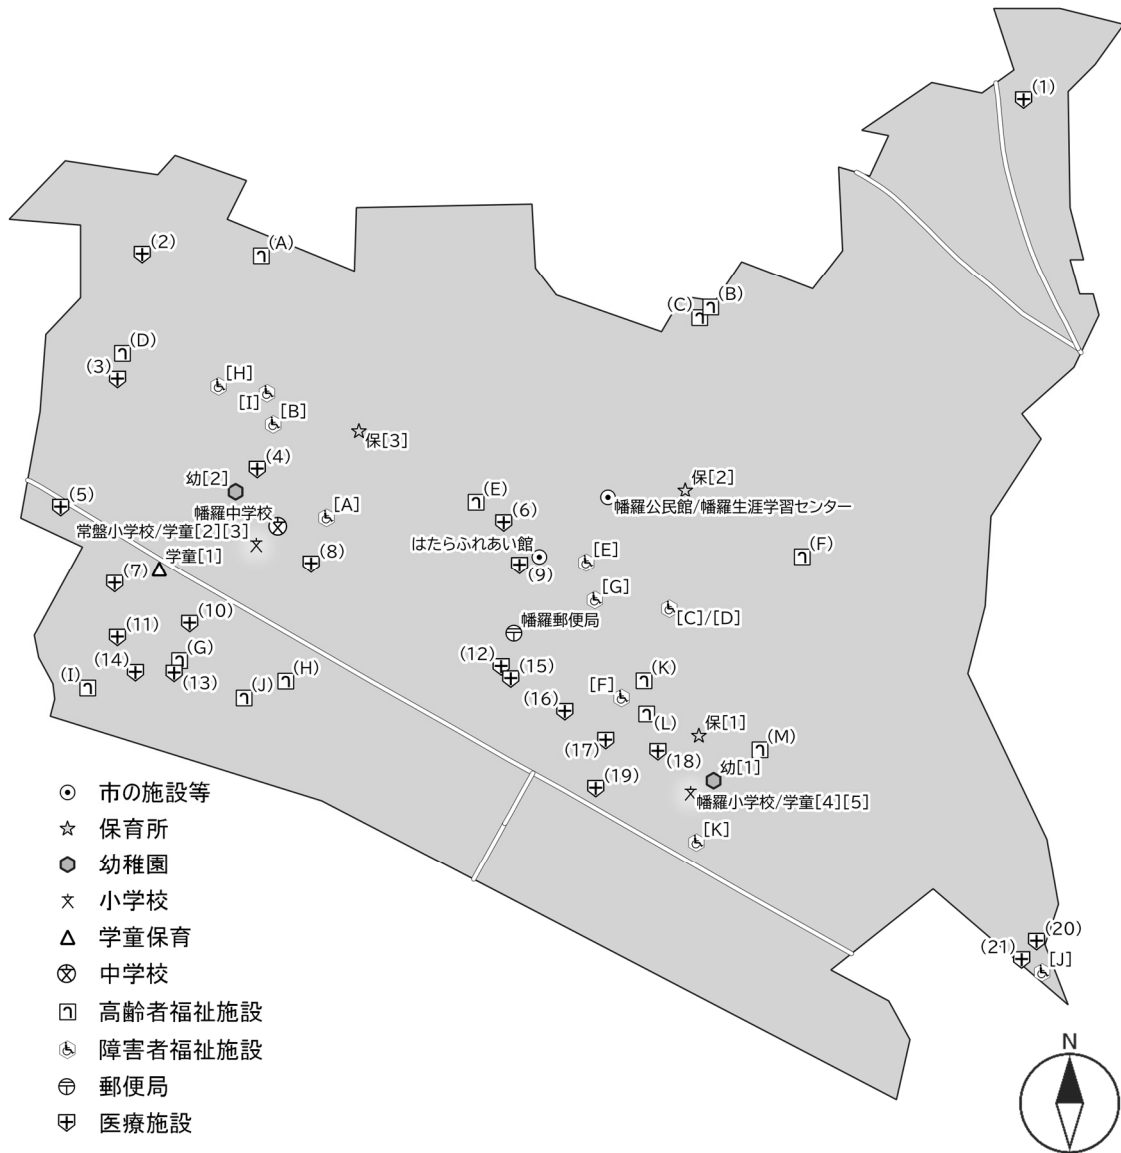 (1)
(2)
(A)
(B)
(C)
(D)
(3)
[H]
[I]
[B]
保[3]
(4)
幼[2]
保[2]
(5)
(E)
[A]
幡羅公民館/幡羅生涯学習センター
幡羅中学校
(6)
常盤小学校/学童[2][3]
はたらふれあい館
(F)
学童[1]
(8)
[E]
(7)
(9)
[G]
(10)
幡羅郵便局
[C]/[D]
(11)
(G)
(12)
(14)
(H)
(K)
(I)
(13)
(15)
(J)
[F]
(16)
(L)
保[1]
(M)
(17)
(18)
幼[1]
(19)
幡羅小学校/学童[4][5]
[K]
(20)
(21)
[J]
市の施設等
保育所
幼稚園
小学校
学童保育
中学校
高齢者福祉施設
障害者福祉施設
郵便局
医療施設
N